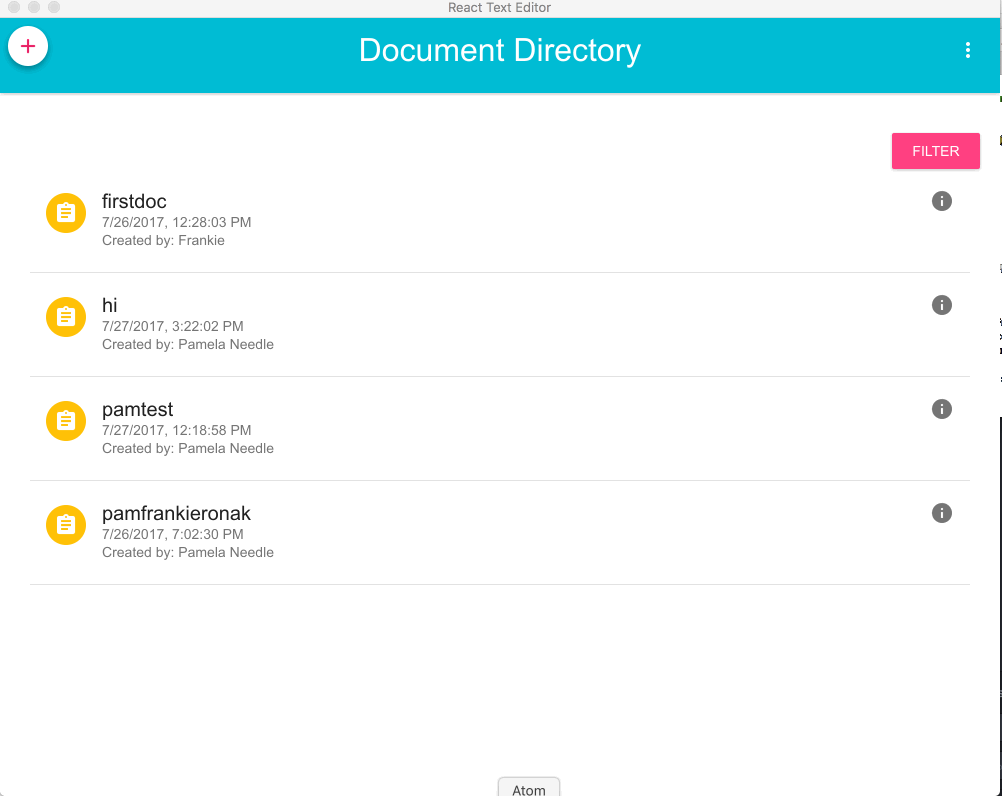 React Text Editor
Document Directory
FILTER
firstdoc
7/26/2017, 12:28:03 PM
Created by: Frankie
hi
7/27/2017, 3:22:02 PM
Created by: Pamela Needle
pamtest
7/27/2017, 12:18:58 PM
Created by: Pamela Needle
pamfrankieronak
7/26/2017, 7:02:30 PM
Created by: Pamela Needle
Atom